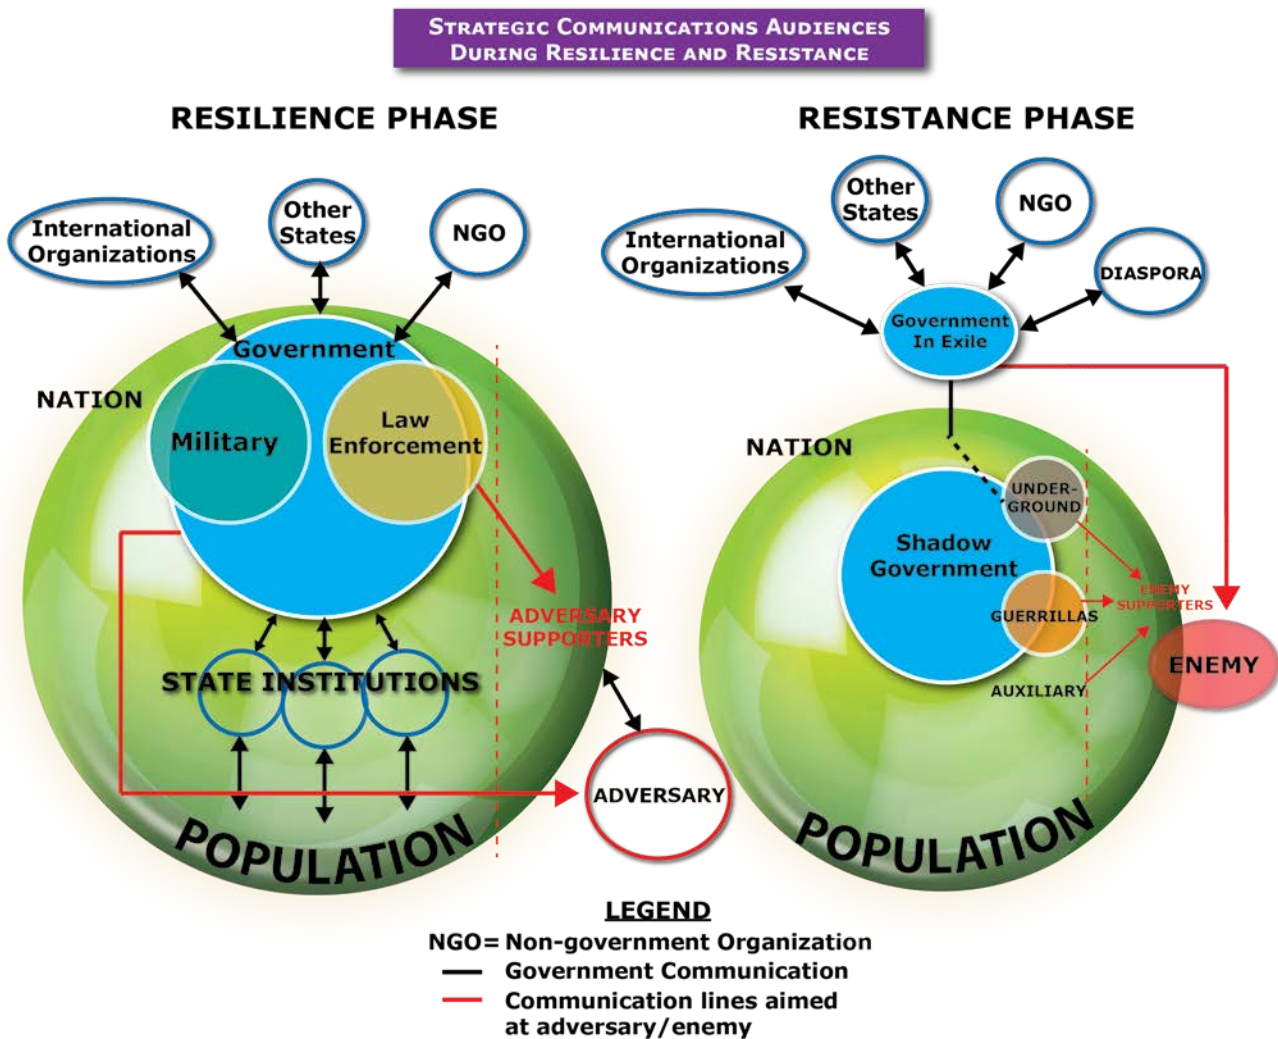 STRATEGIC COMMUNICATIONS AUDIENCES
DURING RESILIENCE AND RESISTANCE
RESILIENCE PHASE
International
Organizations
Other
States
NGO
Government
NATION
Military
Law
Enforcement
ADVERSARY
SUPPORTERS
STATE INSTITUTIONS
ADVERSARY
POPULATION
RESISTANCE PHASE
International
Organizations
Other
States
NGO
DIASPORA
Government
In Exile
NATION
UNDER-
GROUND
Shadow
Government
ENEMY
SUPPORTERS
GUERRILLAS
ENEMY
AUXILIARY
POPULATION
LEGEND
NGO= Non-government Organization
Government Communication
Communication lines aimed
at adversary/enemy